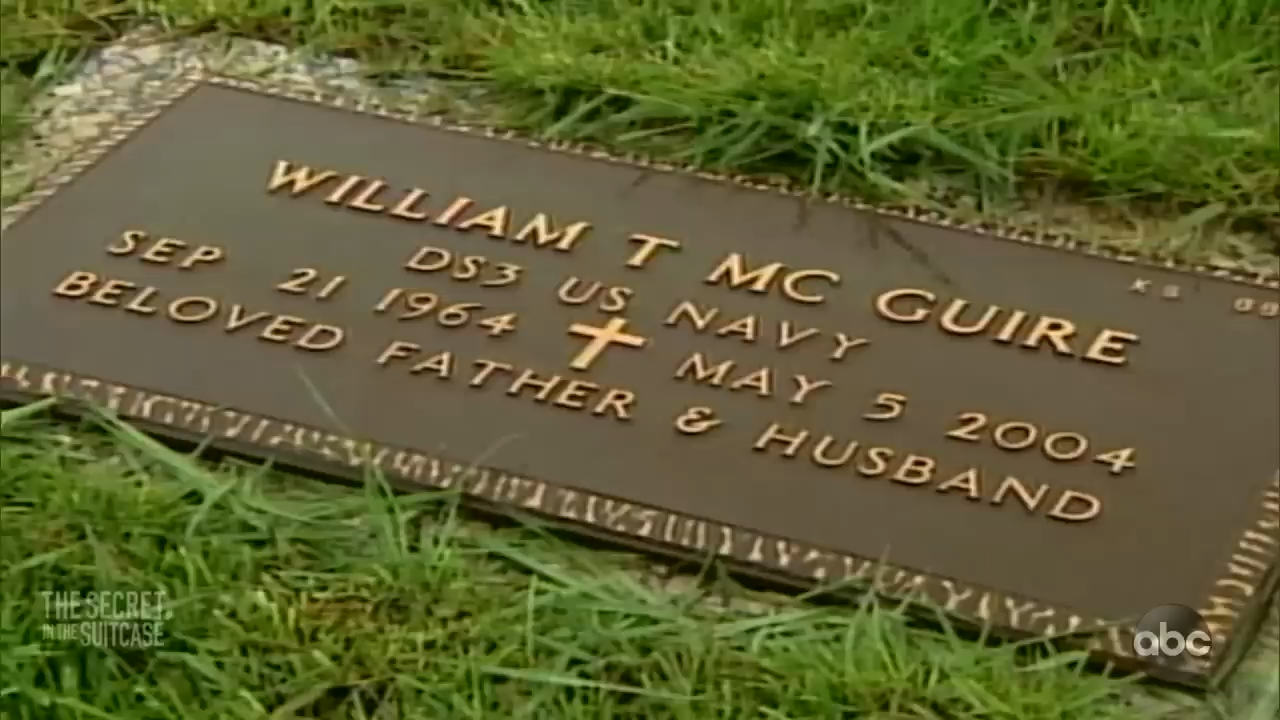 WILLIAM T MC GUIRE
DS3 US NAVY
SEP 21 1964 MAY 5 2004
BELOVED FATHER & HUSBAND
THE SECRET
IN THE SUITCASE
abc